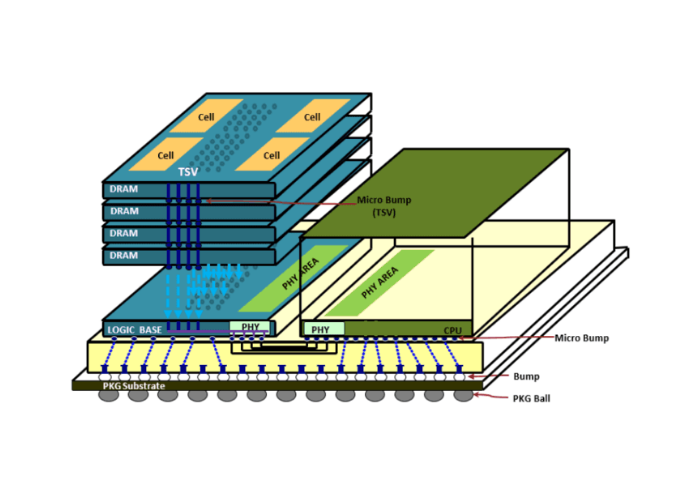 Cell
Cell
Cell
Cell
TSV
DRAM
DRAM
DRAM
DRAM
Micro Bump
(TSV)
PHY AREA
PHY AREA
LOGIC BASE
PHY
PHY
CPU
Micro Bump
Bump
PKG Substrate
PKG Ball